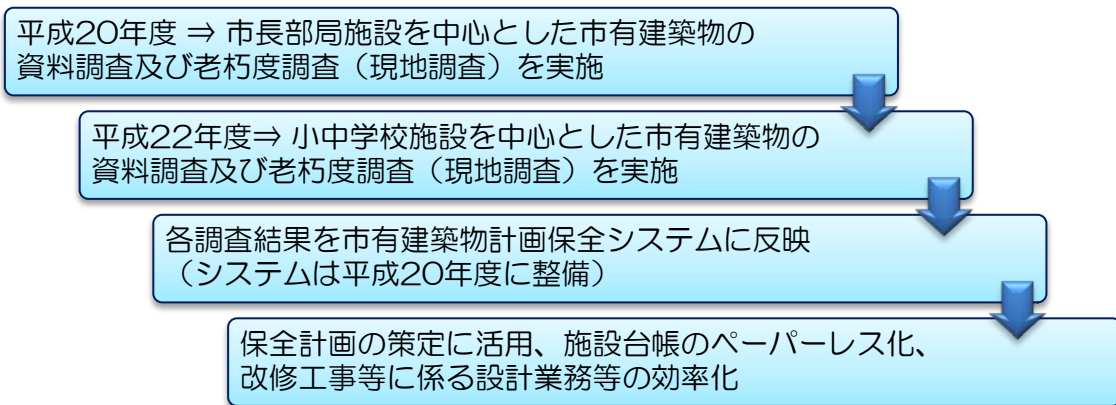 平成20年度 ⇒ 市長部局施設を中心とした市有建築物の
資料調査及び老朽度調査（現地調査）を実施
平成22年度⇒ 小中学校施設を中心とした市有建築物の
資料調査及び老朽度調査（現地調査）を実施
各調査結果を市有建築物計画保全システムに反映
（システムは平成20年度に整備）
保全計画の策定に活用、施設台帳のペーパーレス化、
改修工事等に係る設計業務等の効率化